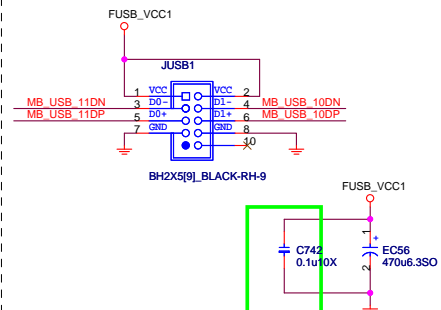 FUSB_VCC1
JUSB1
1 VCC VCC 2
MB_USB_11DN 3 D0- D1- 4 MB_USB_10DN
MB_USB_11DP 5 D0+ D1+ 6 MB_USB_10DP
7 GND GND 8
10
BH2X5[9]_BLACK-RH-9
FUSB_VCC1
1 +
C742 EC56
0.1u10X 470u6.3SO
2